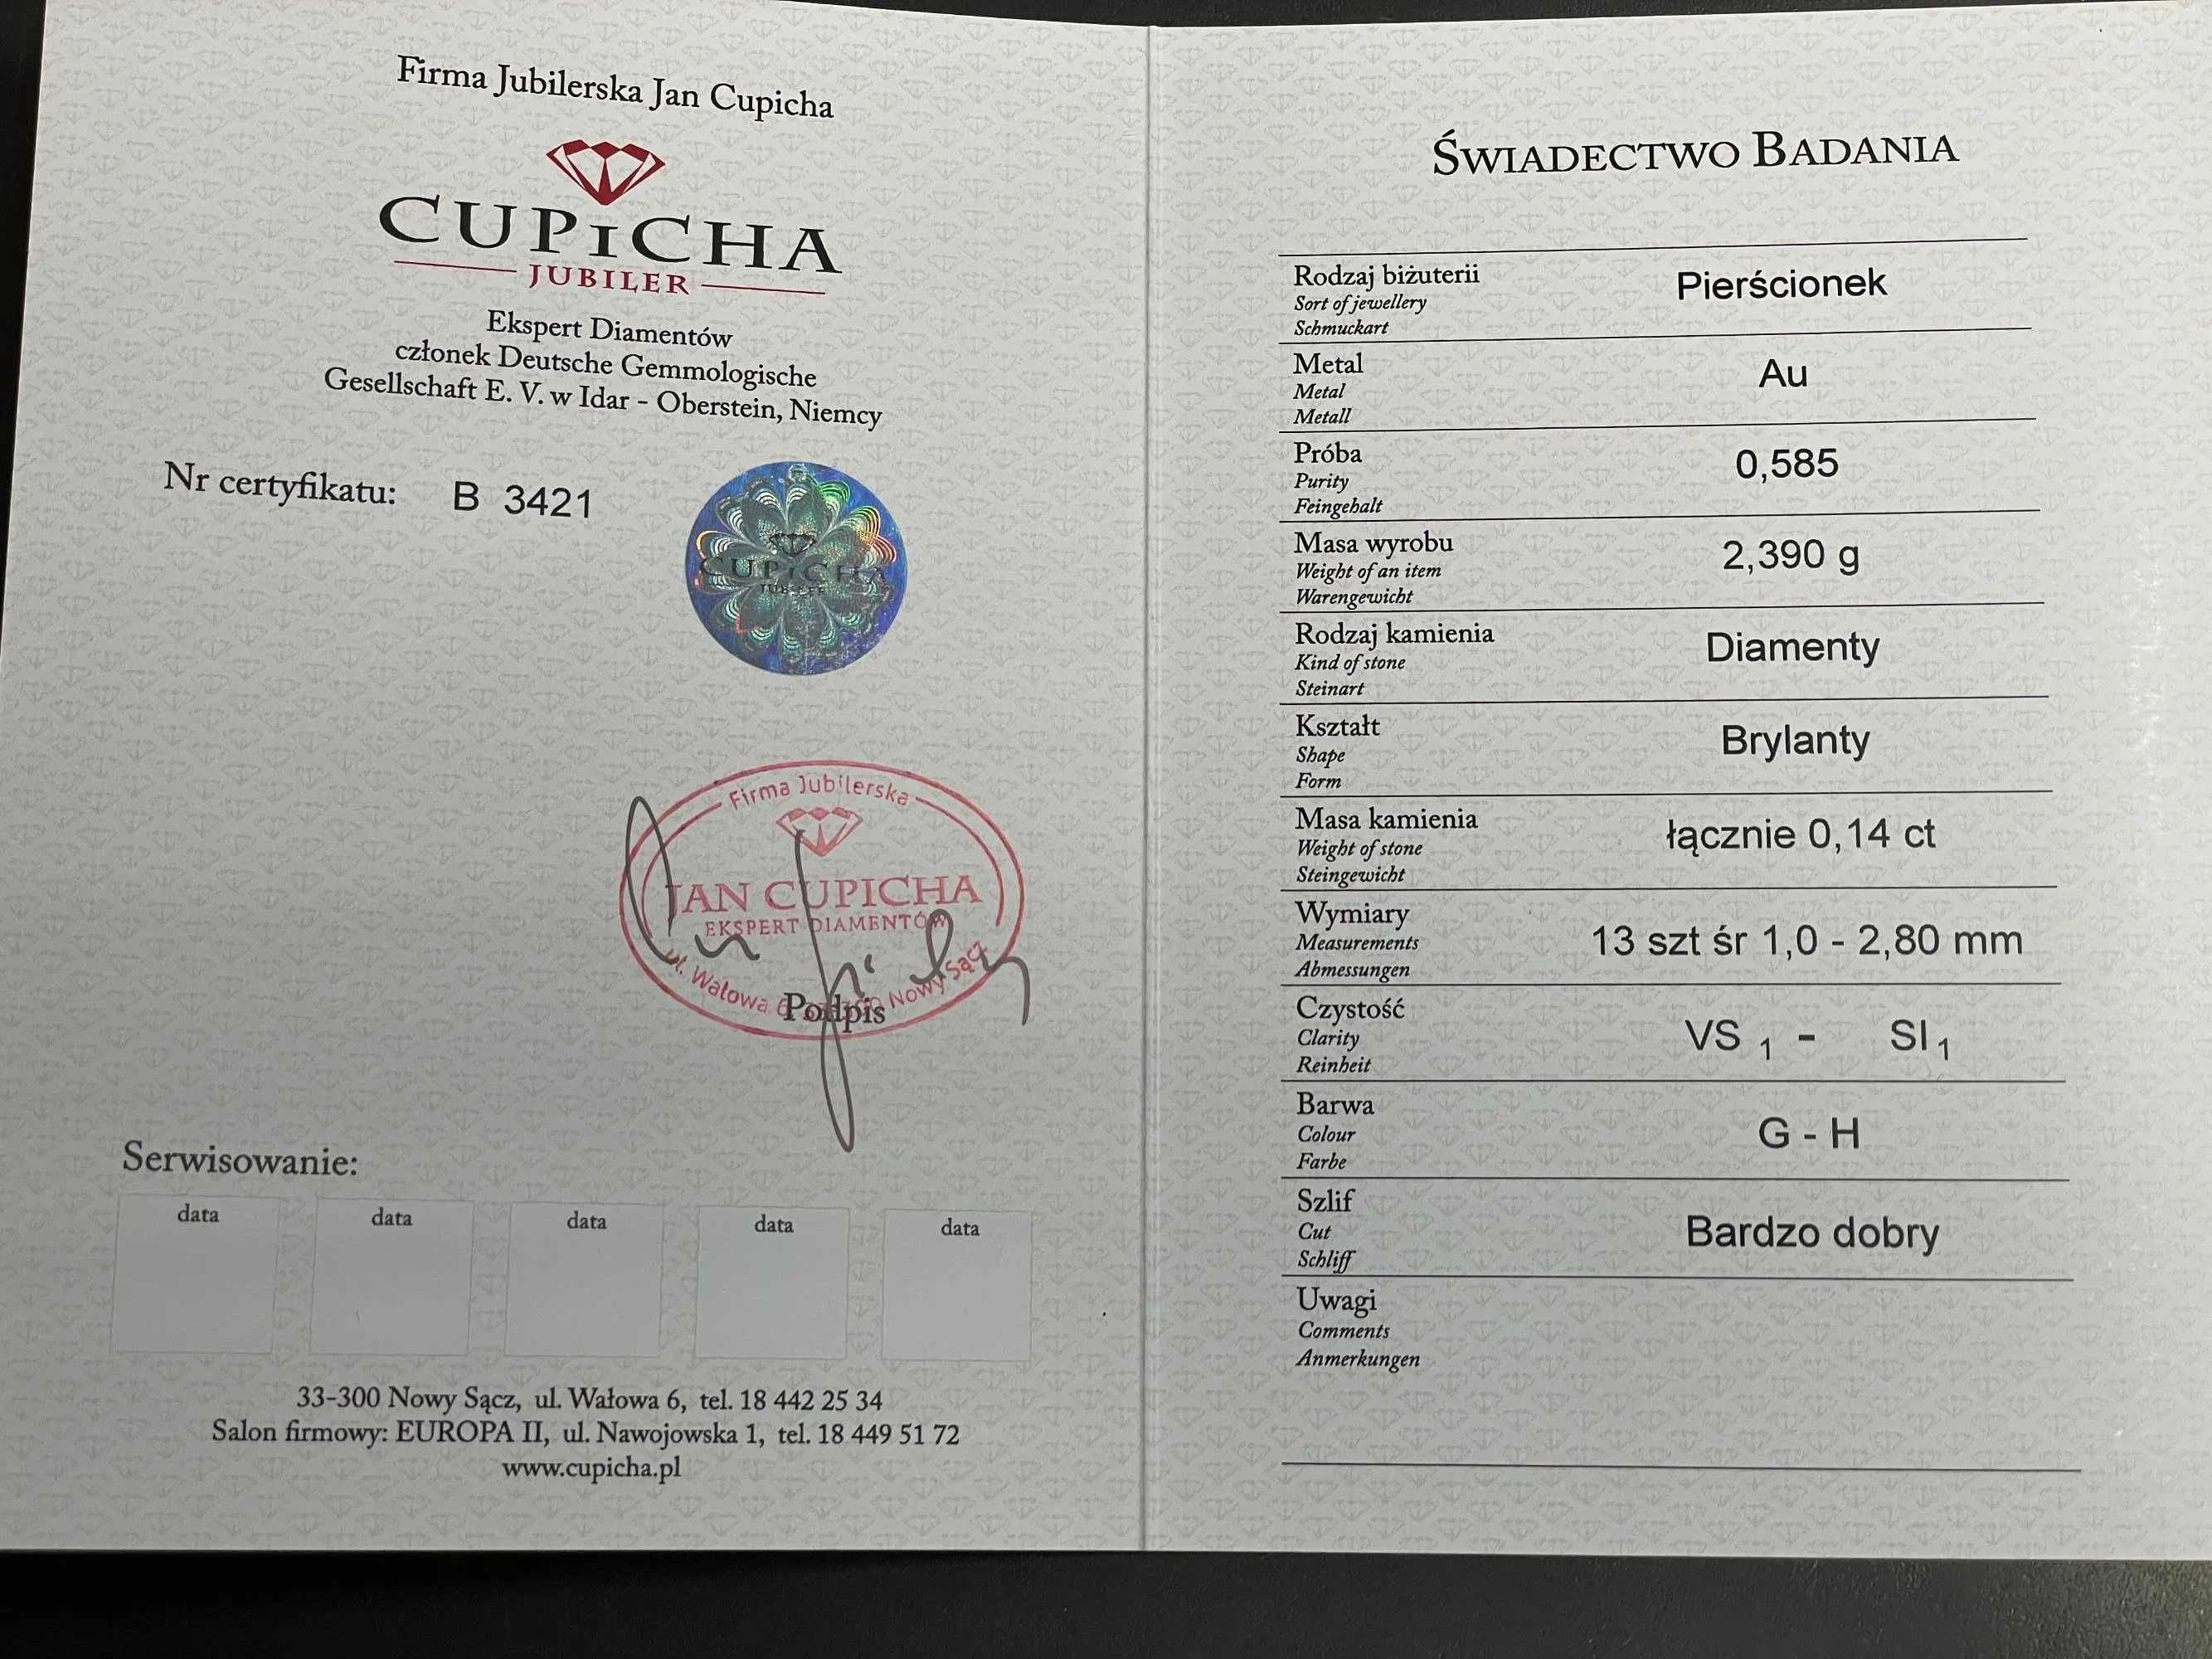 Firma Jubilerska Jan Cupicha
CUPiCHA
JUBILER
Ekspert Diamentów
członek Deutsche Gemmologische
Gesellschaft E. V. w Idar - Oberstein, Niemcy
Nr certyfikatu: B 3421
CUPiCHA
JUBILER
Firma Jubilerska
JAN CUPICHA
EKSPERT DIAMENTÓW
ul. Wałowa 6, Nowy Sącz
Podpis
Serwisowanie:
data data data data data
33-300 Nowy Sącz, ul. Wałowa 6, tel. 18 442 25 34
Salon firmowy: EUROPA II, ul. Nawojowska 1, tel. 18 449 51 72
www.cupicha.pl
ŚWIADECTWO BADANIA
Rodzaj biżuterii Pierścionek
Sort of jewellery
Schmuckart
Metal Au
Metal
Metall
Próba 0,585
Purity
Feingehalt
Masa wyrobu 2,390 g
Weight of an item
Warengewicht
Rodzaj kamienia Diamenty
Kind of stone
Steinart
Kształt Brylanty
Shape
Form
Masa kamienia łącznie 0,14 ct
Weight of stone
Steingewicht
Wymiary 13 szt śr 1,0 - 2,80 mm
Measurements
Abmessungen
Czystość VS 1 - SI 1
Clarity
Reinheit
Barwa G - H
Colour
Farbe
Szlif Bardzo dobry
Cut
Schliff
Uwagi
Comments
Anmerkungen